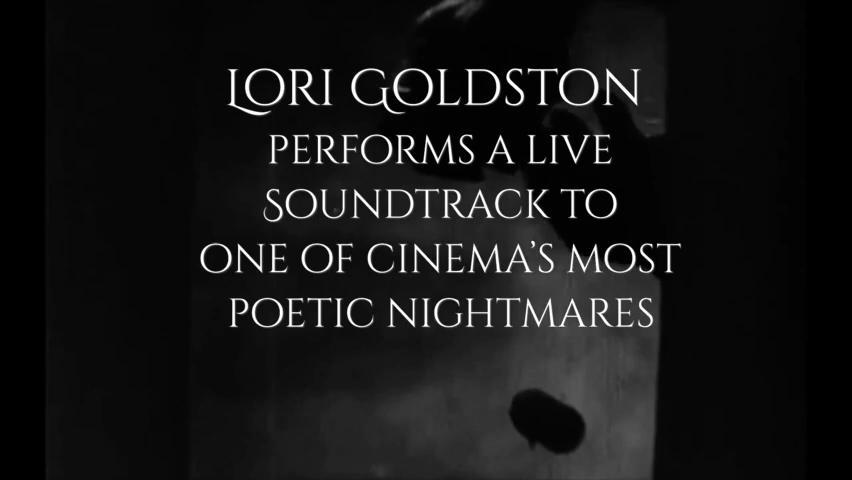 Lori Goldston
performs a live
soundtrack to
one of cinema’s most
poetic nightmares